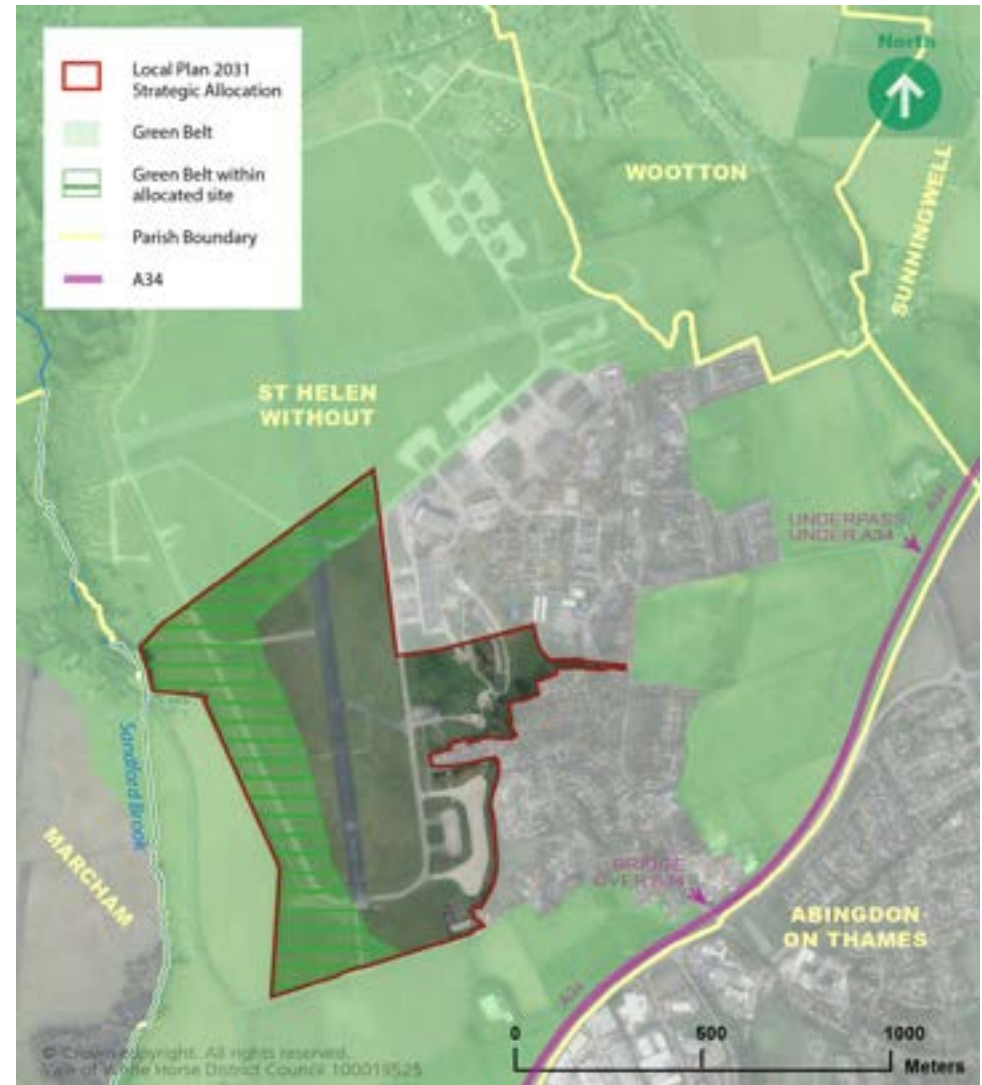 Local Plan 2031
Strategic Allocation
Green Belt
Green Belt within
allocated site
Parish Boundary
A34
North
WOOTTON
SUNNINGWELL
ST HELEN
WITHOUT
UNDERPASS
UNDER A34
A34
Sandford Brook
MARCHAM
BRIDGE
OVER A34
ABINGDON-
ON THAMES
A34
0 500 1000
Meters
© Crown copyright. All rights reserved.
Vale of White Horse District Council 100019525